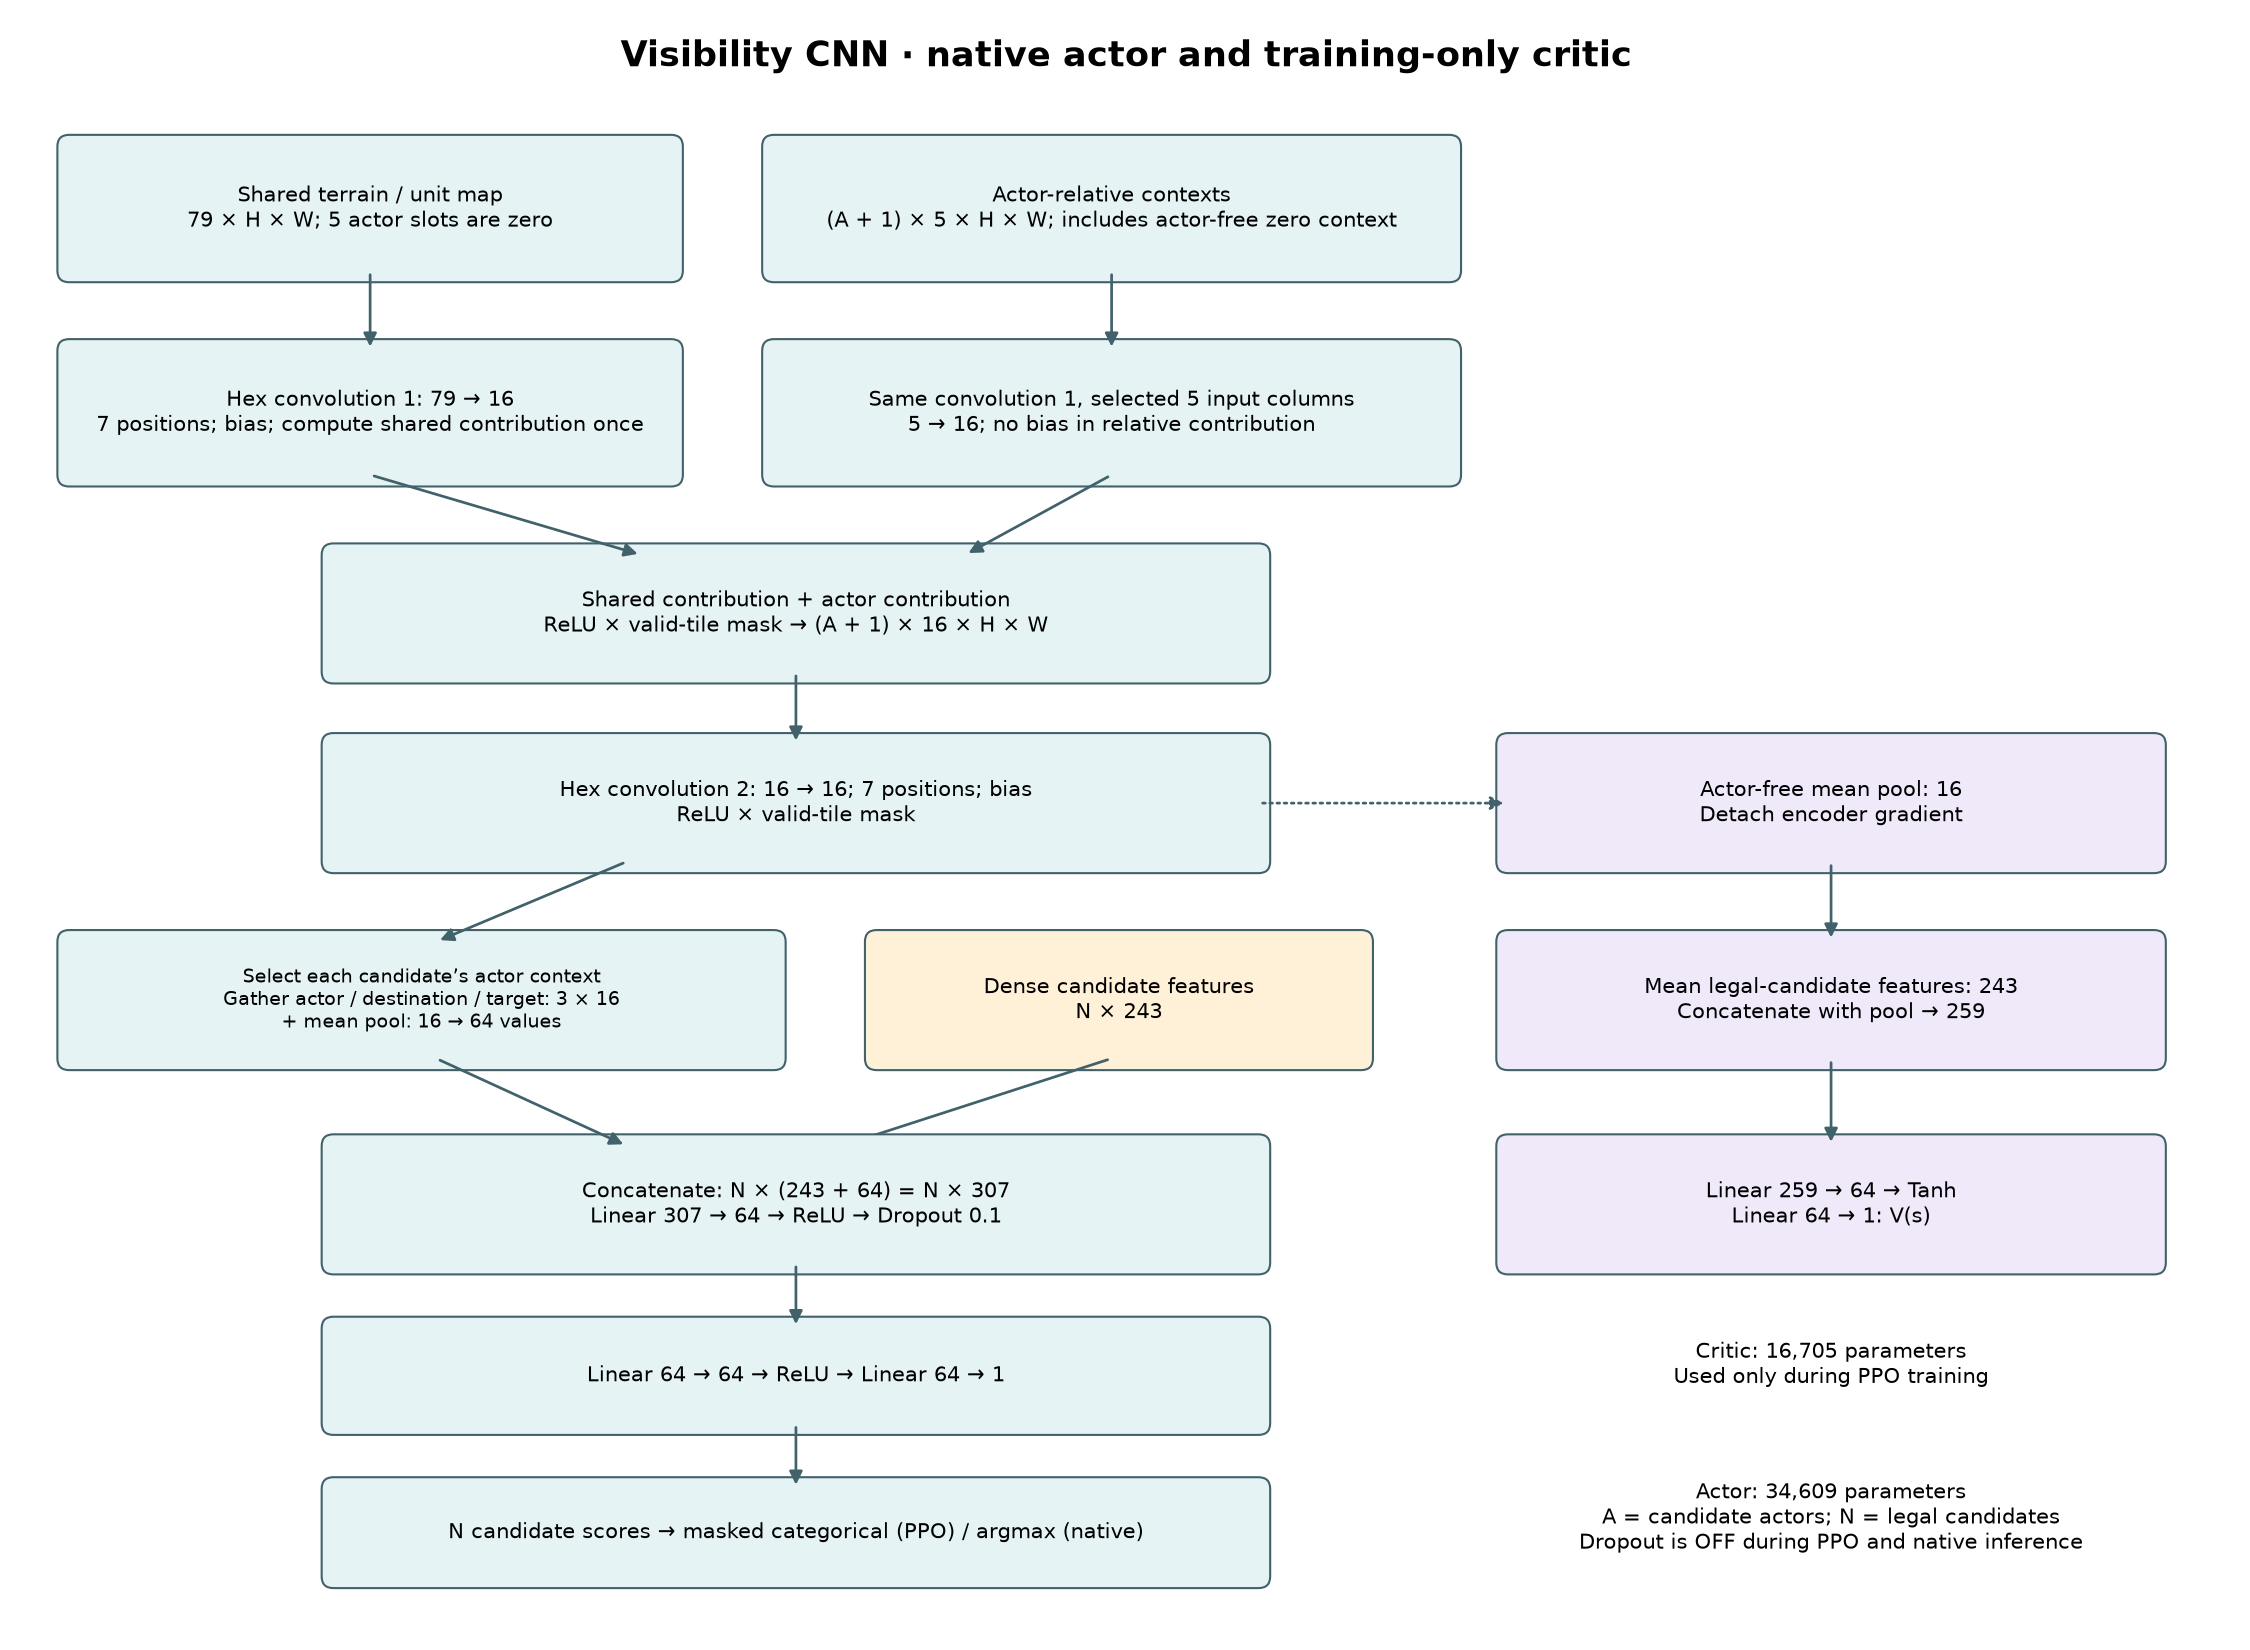 Visibility CNN · native actor and training-only critic
Shared terrain / unit map
79 × H × W; 5 actor slots are zero
Actor-relative contexts
(A + 1) × 5 × H × W; includes actor-free zero context
Hex convolution 1: 79 → 16
7 positions; bias; compute shared contribution once
Same convolution 1, selected 5 input columns
5 → 16; no bias in relative contribution
Shared contribution + actor contribution
ReLU × valid-tile mask → (A + 1) × 16 × H × W
Hex convolution 2: 16 → 16; 7 positions; bias
ReLU × valid-tile mask
Actor-free mean pool: 16
Detach encoder gradient
Select each candidate’s actor context
Gather actor / destination / target: 3 × 16
+ mean pool: 16 → 64 values
Dense candidate features
N × 243
Mean legal-candidate features: 243
Concatenate with pool → 259
Concatenate: N × (243 + 64) = N × 307
Linear 307 → 64 → ReLU → Dropout 0.1
Linear 259 → 64 → Tanh
Linear 64 → 1: V(s)
Linear 64 → 64 → ReLU → Linear 64 → 1
Critic: 16,705 parameters
Used only during PPO training
N candidate scores → masked categorical (PPO) / argmax (native)
Actor: 34,609 parameters
A = candidate actors; N = legal candidates
Dropout is OFF during PPO and native inference